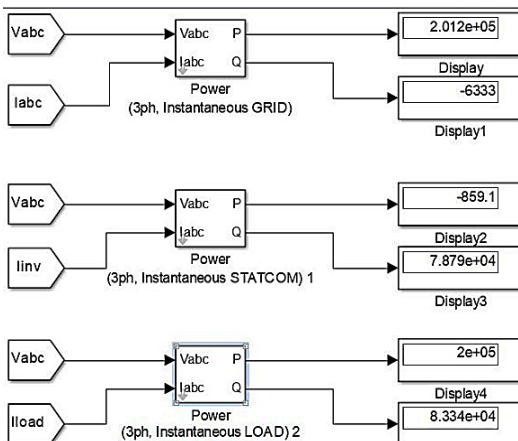 Vabc
Vabc P
2.012e+05
Iabc
Iabc Q
Display
Power
(3ph, Instantaneous GRID)
-6333
Display1
Vabc
Vabc P
-859.1
Iinv
Iabc Q
Display2
Power
(3ph, Instantaneous STATCOM) 1
7.879e+04
Display3
Vabc
Vabc P
2e+05
Iload
Iabc Q
Display4
Power
(3ph, Instantaneous LOAD) 2
8.334e+04